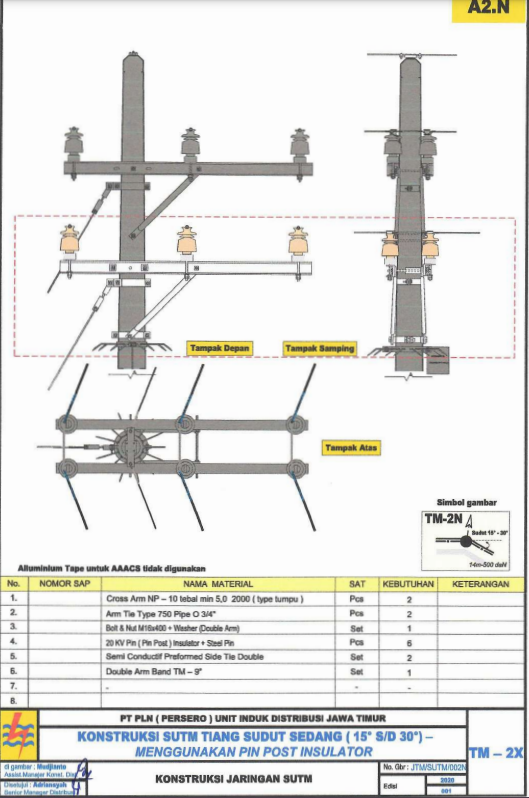 A2.N
Tampak Depan
Tampak Samping
Tampak Atas
Simbol gambar
TM-2N
Sudut 15° - 30°
14m-500 daN
Alluminium Tape untuk AAACS tidak digunakan
No. NOMOR SAP NAMA MATERIAL SAT KEBUTUHAN KETERANGAN
1. Cross Arm NP – 10 tebal min 5,0 2000 ( type tumpu ) Pcs 2
2. Arm Tie Type 750 Pipe O 3/4" Pcs 2
3. Bolt & Nut M16x400 + Washer (Double Arm) Set 1
4. 20 KV Pin ( Pin Post ) Insulator + Steel Pin Pcs 6
5. Semi Conductif Preformed Side Tie Double Set 2
6. Double Arm Band TM – 9" Set 1
7. - - -
8.
PT PLN ( PERSERO ) UNIT INDUK DISTRIBUSI JAWA TIMUR
KONSTRUKSI SUTM TIANG SUDUT SEDANG ( 15° S/D 30°) –
MENGGUNAKAN PIN POST INSULATOR
TM – 2X
di gambar : Mudjianto
Assist.Manajer Konst. Dist
Disetujui : Adriansyah
Senior Manager Distribusi
KONSTRUKSI JARINGAN SUTM
No. Gbr : JTM/SUTM/002N
Edisi 2020
001